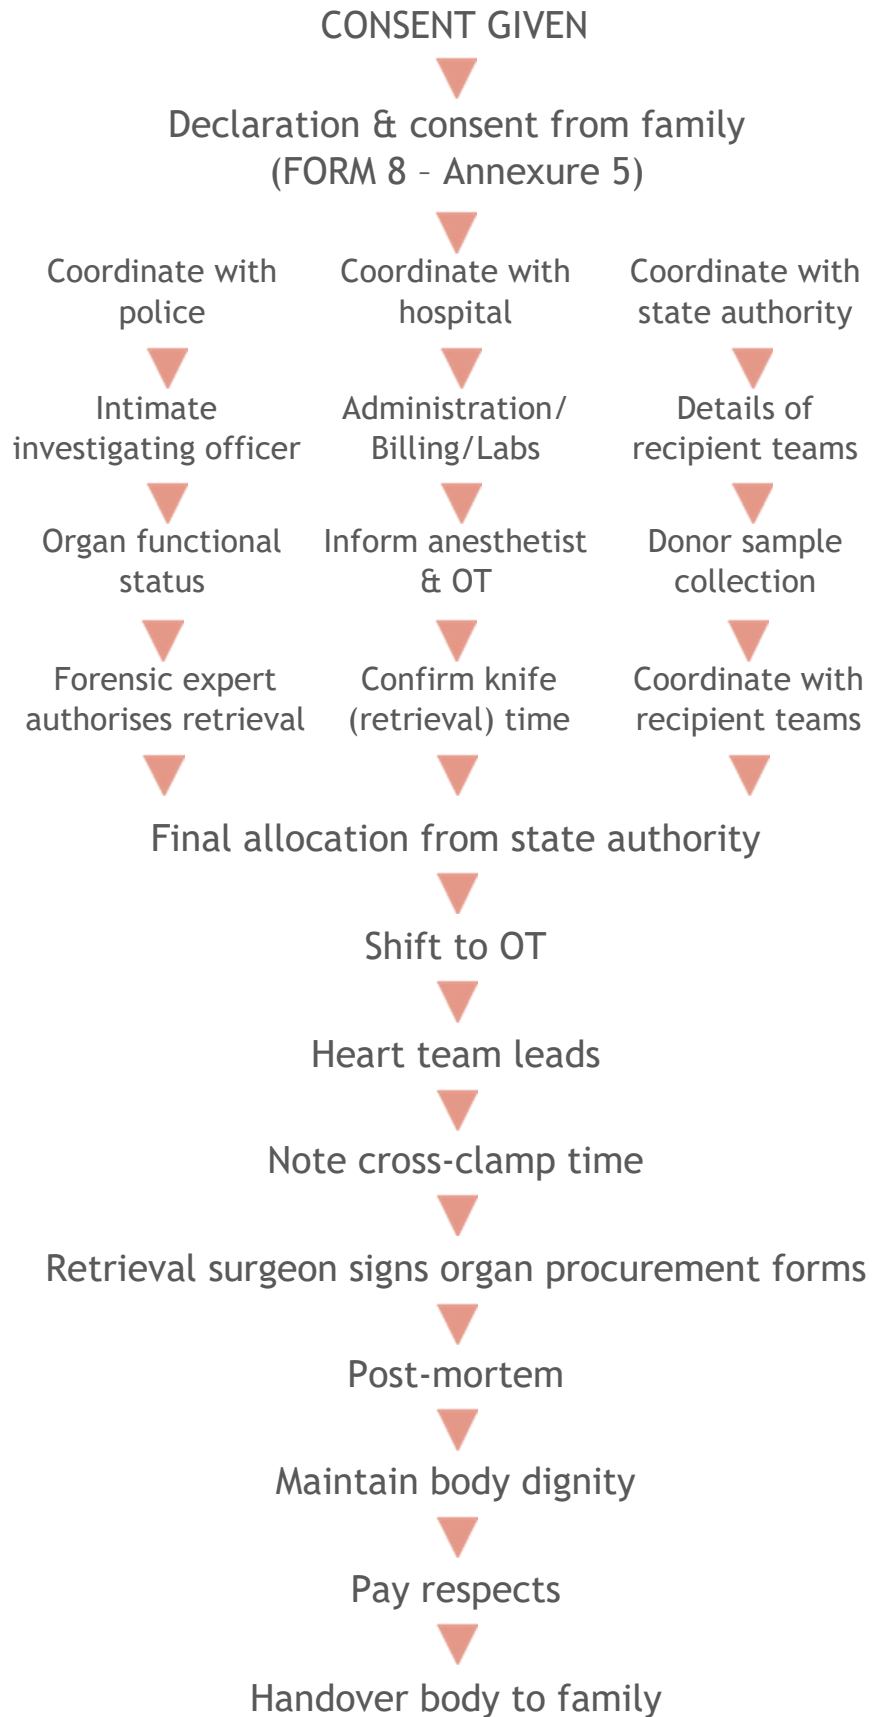 CONSENT GIVEN
Declaration & consent from family
(FORM 8 – Annexure 5)
Coordinate with
police
Coordinate with
hospital
Coordinate with
state authority
Intimate
investigating officer
Administration/
Billing/Labs
Details of
recipient teams
Organ functional
status
Inform anesthetist
& OT
Donor sample
collection
Forensic expert
authorises retrieval
Confirm knife
(retrieval) time
Coordinate with
recipient teams
Final allocation from state authority
Shift to OT
Heart team leads
Note cross-clamp time
Retrieval surgeon signs organ procurement forms
Post-mortem
Maintain body dignity
Pay respects
Handover body to family